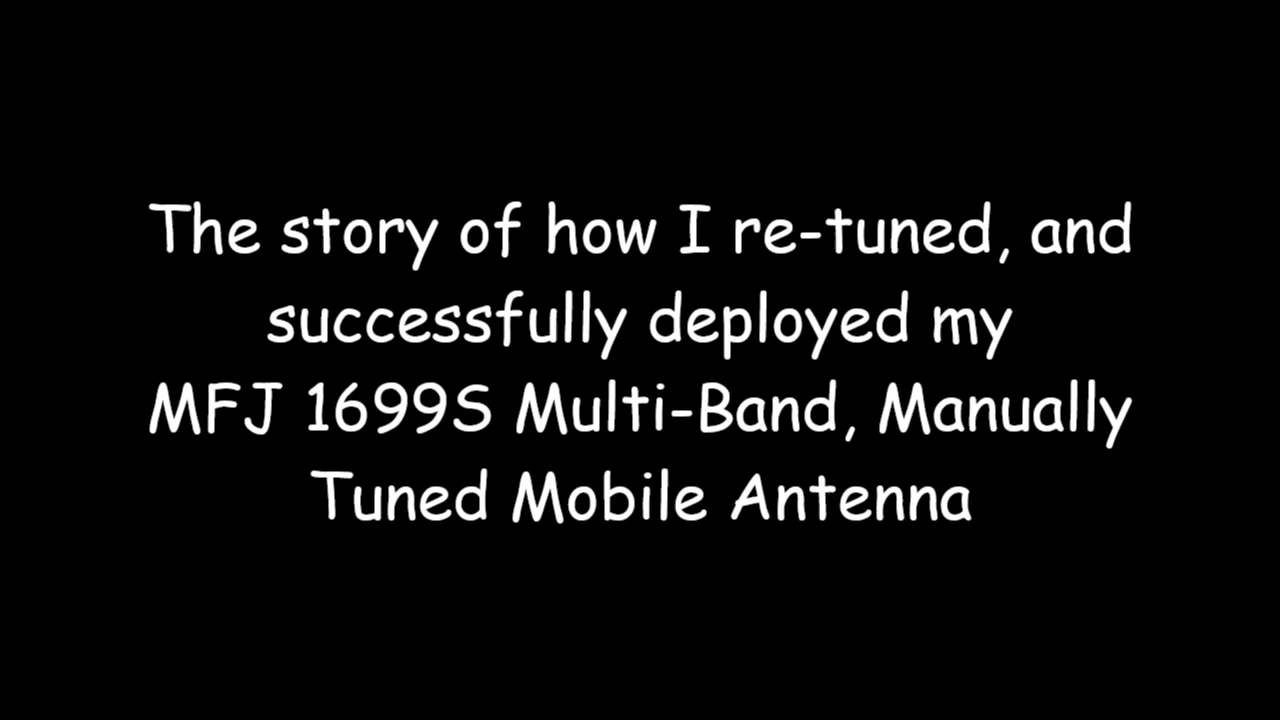 The story of how I re-tuned, and
successfully deployed my
MFJ 1699S Multi-Band, Manually
Tuned Mobile Antenna